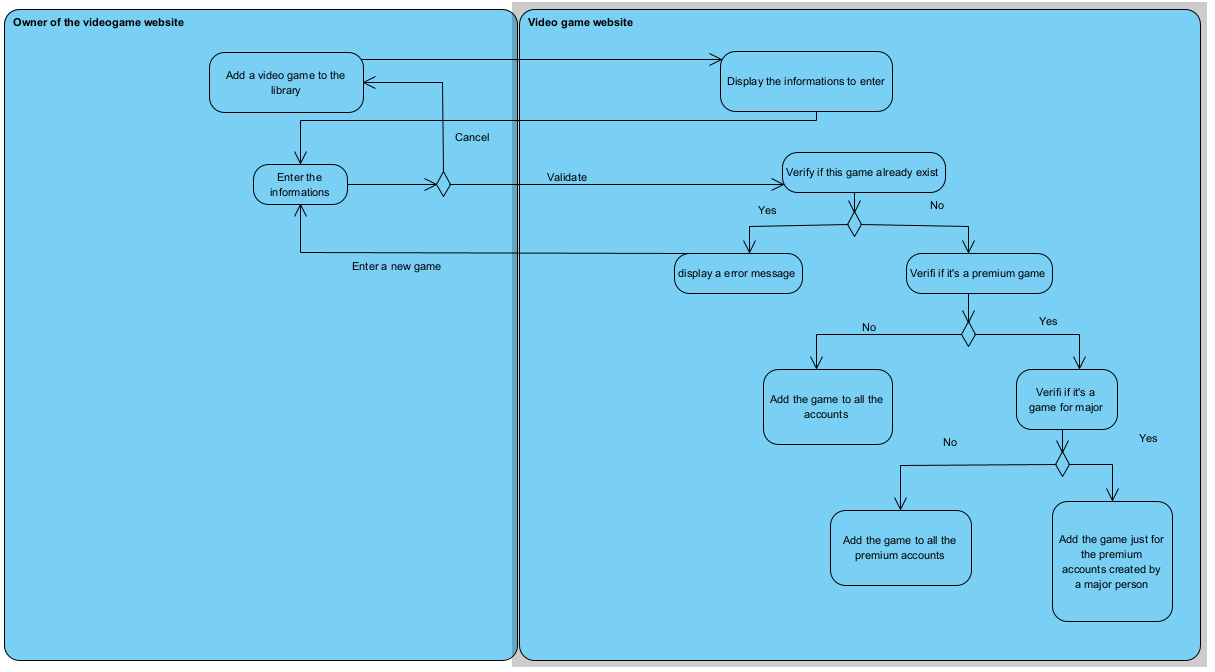 Owner of the videogame website
Video game website
Add a video game to the
library
Display the informations to enter
Cancel
Enter the
informations
Validate
Verify if this game already exist
Yes
No
Enter a new game
display a error message
Verifi if it's a premium game
No
Yes
Add the game to all the
accounts
Verifi if it's a
game for major
No
Yes
Add the game to all the
premium accounts
Add the game just for
the premium
accounts created by
a major person